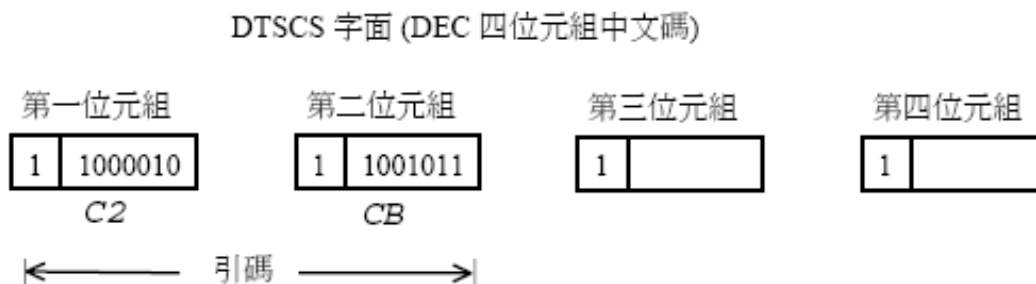 DTSCS 字面 (DEC 四位元組中文碼)
第一位元組 第二位元組 第三位元組 第四位元組
1 1000010 1 1001011 1 1
C2 CB
引碼